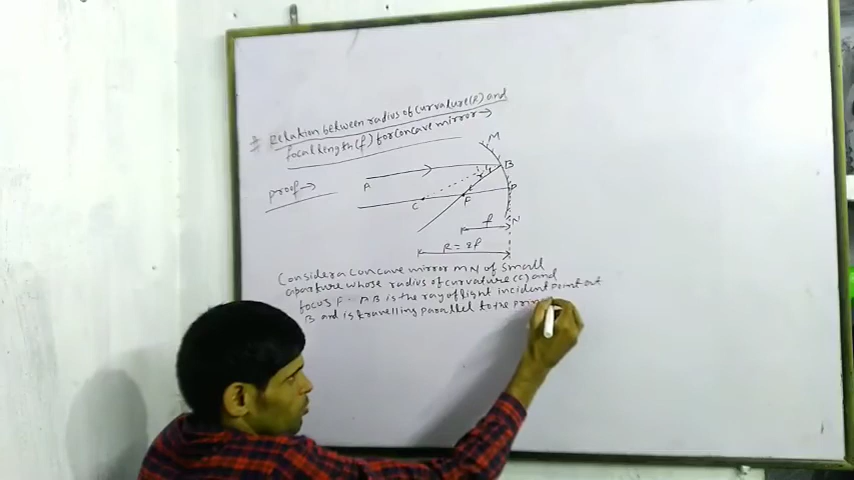 Relation between radius of curvature (R) and
focal length (f) for concave mirror →
proof →
M
A
B
i
r
C
F
P
N
f
R = 2f
Consider a concave mirror MN of small
aparture whose radius of curvature (C) and
focus F. AB is the ray of light incident point at
B and is travelling parallel to the prin